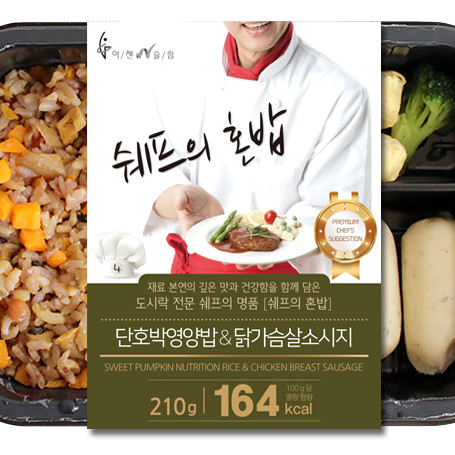 이/젠/N/슬/림
쉐프의 혼밥
PREMIUM
CHEF'S
SUGGESTION
4
재료 본연의 깊은 맛과 건강함을 함께 담은
도시락 전문 쉐프의 명품 [쉐프의 혼밥]
단호박영양밥&닭가슴살소시지
SWEET PUMPKIN NUTRITION RICE & CHICKEN BREAST SAUSAGE
210g 164 kcal
100g 당
열량 함량